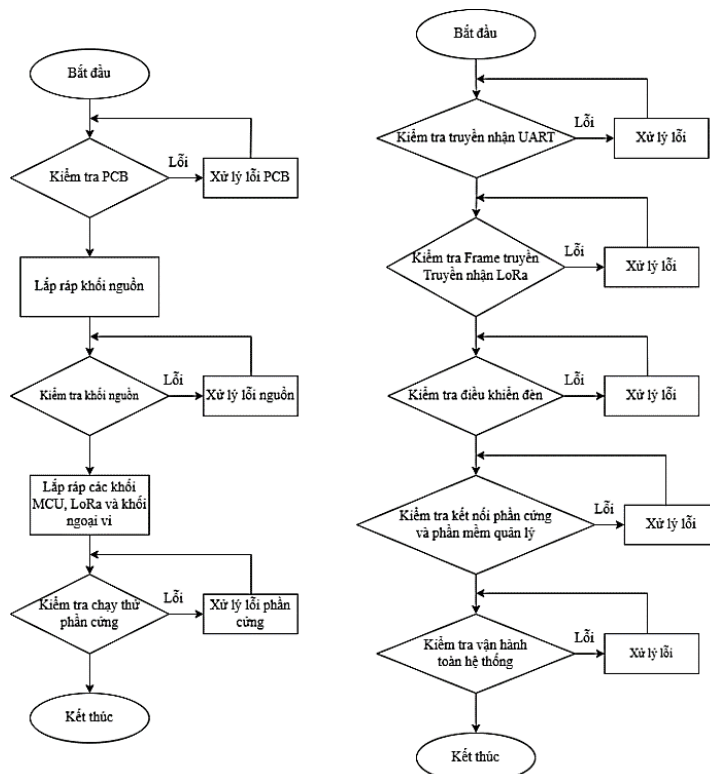 Bắt đầu
Kiểm tra PCB
Lỗi
Xử lý lỗi PCB
Lắp ráp khối nguồn
Kiểm tra khối nguồn
Lỗi
Xử lý lỗi nguồn
Lắp ráp các khối
MCU, LoRa và khối
ngoại vi
Kiểm tra chạy thử
phần cứng
Lỗi
Xử lý lỗi phần
cứng
Kết thúc
Bắt đầu
Kiểm tra truyền nhận UART
Lỗi
Xử lý lỗi
Kiểm tra Frame truyền
Truyền nhận LoRa
Lỗi
Xử lý lỗi
Kiểm tra điều khiển đèn
Lỗi
Xử lý lỗi
Kiểm tra kết nối phần cứng
và phần mềm quản lý
Lỗi
Xử lý lỗi
Kiểm tra vận hành
toàn hệ thống
Lỗi
Xử lý lỗi
Kết thúc